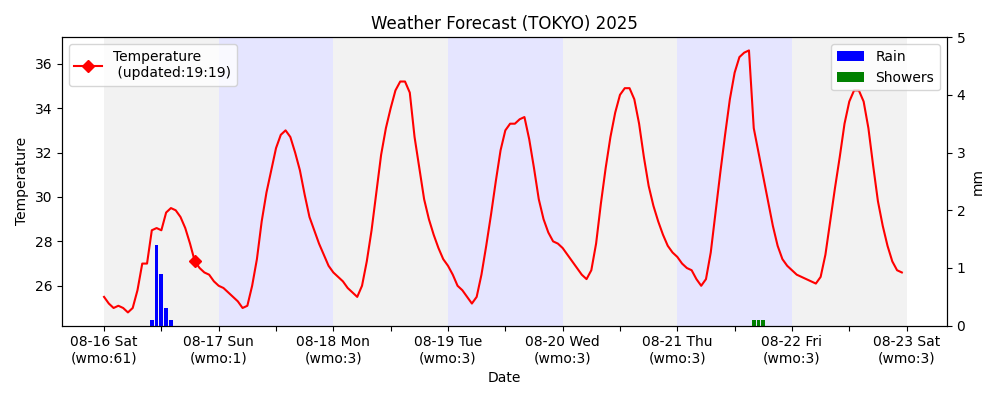 Weather Forecast (TOKYO) 2025
Temperature
(updated:19:19)
Rain
Showers
Temperature
36
34
32
30
28
26
5
4
3
2
1
0
mm
08-16 Sat
(wmo:61)
08-17 Sun
(wmo:1)
08-18 Mon
(wmo:3)
08-19 Tue
(wmo:3)
08-20 Wed
(wmo:3)
08-21 Thu
(wmo:3)
08-22 Fri
(wmo:3)
08-23 Sat
(wmo:3)
Date